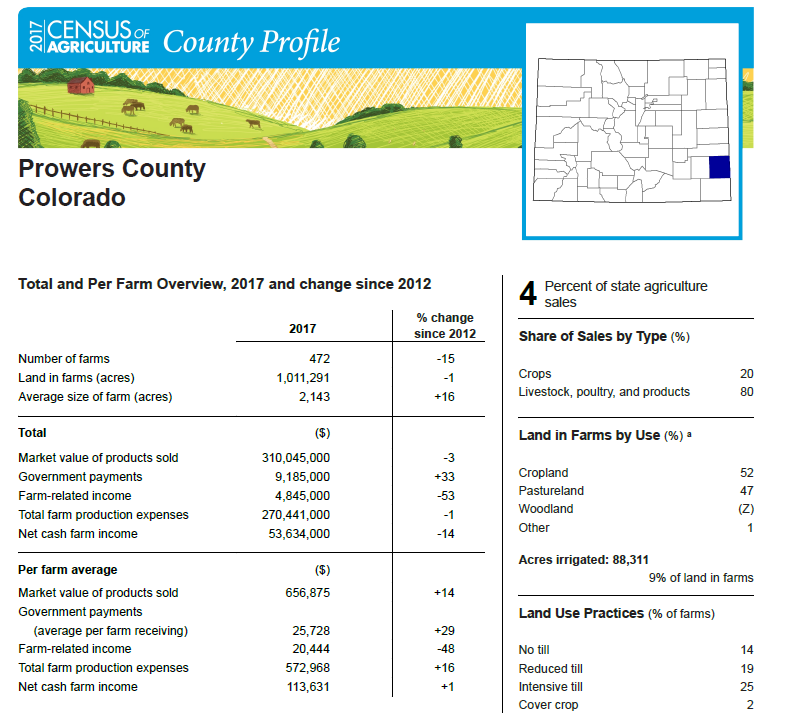 2017 CENSUS OF AGRICULTURE County Profile
Prowers County
Colorado
Total and Per Farm Overview, 2017 and change since 2012
2017 % change since 2012
Number of farms 472 -15
Land in farms (acres) 1,011,291 -1
Average size of farm (acres) 2,143 +16
Total ($)
Market value of products sold 310,045,000 -3
Government payments 9,185,000 +33
Farm-related income 4,845,000 -53
Total farm production expenses 270,441,000 -1
Net cash farm income 53,634,000 -14
Per farm average ($)
Market value of products sold 656,875 +14
Government payments
(average per farm receiving) 25,728 +29
Farm-related income 20,444 -48
Total farm production expenses 572,968 +16
Net cash farm income 113,631 +1
4 Percent of state agriculture
sales
Share of Sales by Type (%)
Crops 20
Livestock, poultry, and products 80
Land in Farms by Use (%) a
Cropland 52
Pastureland 47
Woodland (Z)
Other 1
Acres irrigated: 88,311
9% of land in farms
Land Use Practices (% of farms)
No till 14
Reduced till 19
Intensive till 25
Cover crop 2